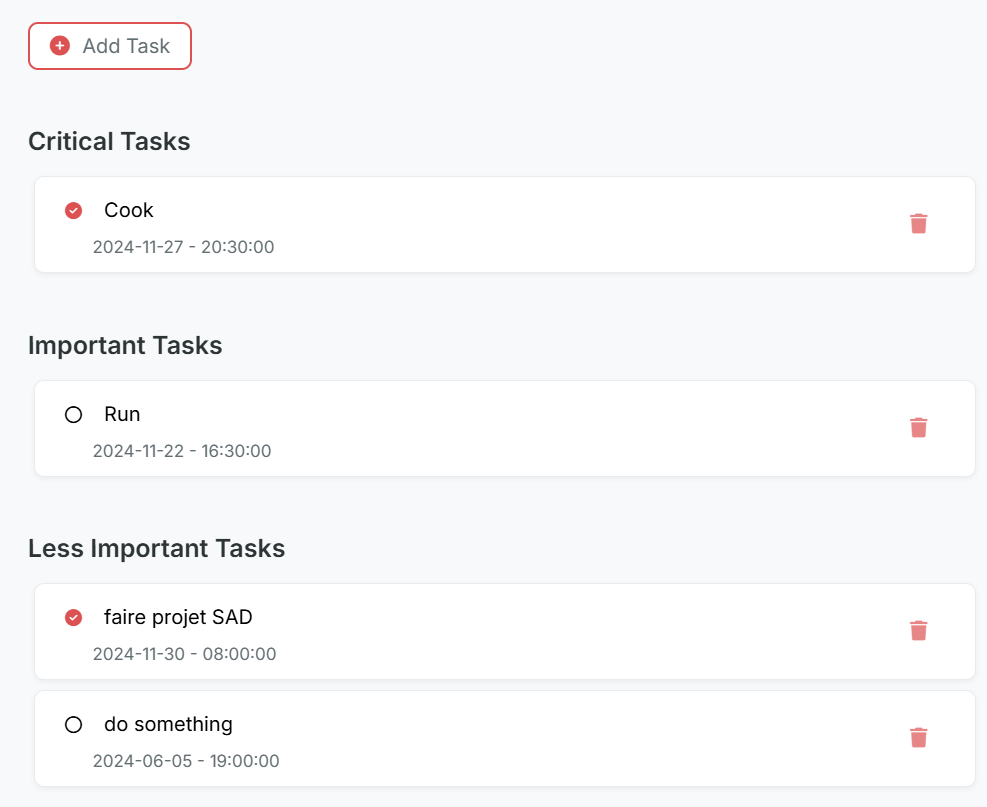 Add Task
Critical Tasks
Cook
2024-11-27 - 20:30:00
Important Tasks
Run
2024-11-22 - 16:30:00
Less Important Tasks
faire projet SAD
2024-11-30 - 08:00:00
do something
2024-06-05 - 19:00:00